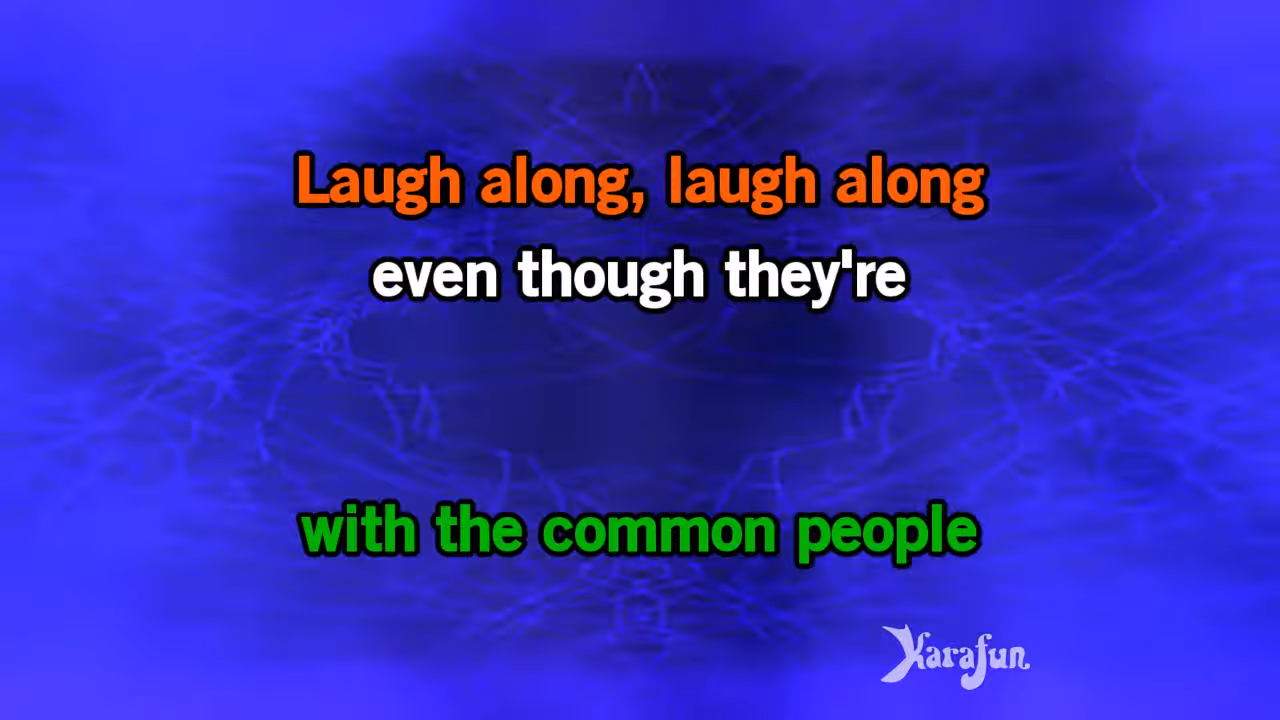 Laugh along, laugh along
even though they're
with the common people
Karafun